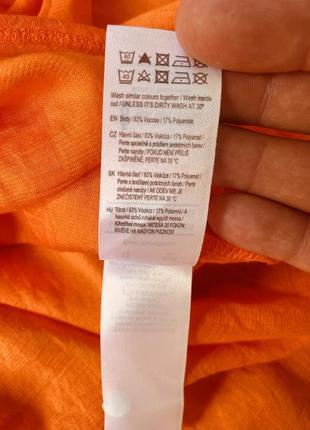 Wash similar colours together / Wash inside
out / UNLESS IT'S DIRTY WASH AT 30°
EN Body / 83% Viscose / 17% Polyamide
CZ Hlavní část / 83% Viskóza / 17% Polyamid /
Perte společně s prádlem podobných barev /
Perte naruby / POKUD NENÍ PŘÍLIŠ
ZAŠPINĚNÉ, PERTE NA 30 °C
SK Hlavná časť / 83% Viskóza / 17% Polyamid /
Perte s textíliami podobných farieb /
Perte naruby / AK ODEV NIE JE
ZNEČISTENÝ PERTE NA 30°C
HU Törzs / 83% Viszkóz / 17% Poliamid / A
hasonló színű ruhákat együtt mossa /
Kifordítva mossa / MOSSA 30 FOKON
KIVÉVE HA NAGYON PISZKOS!